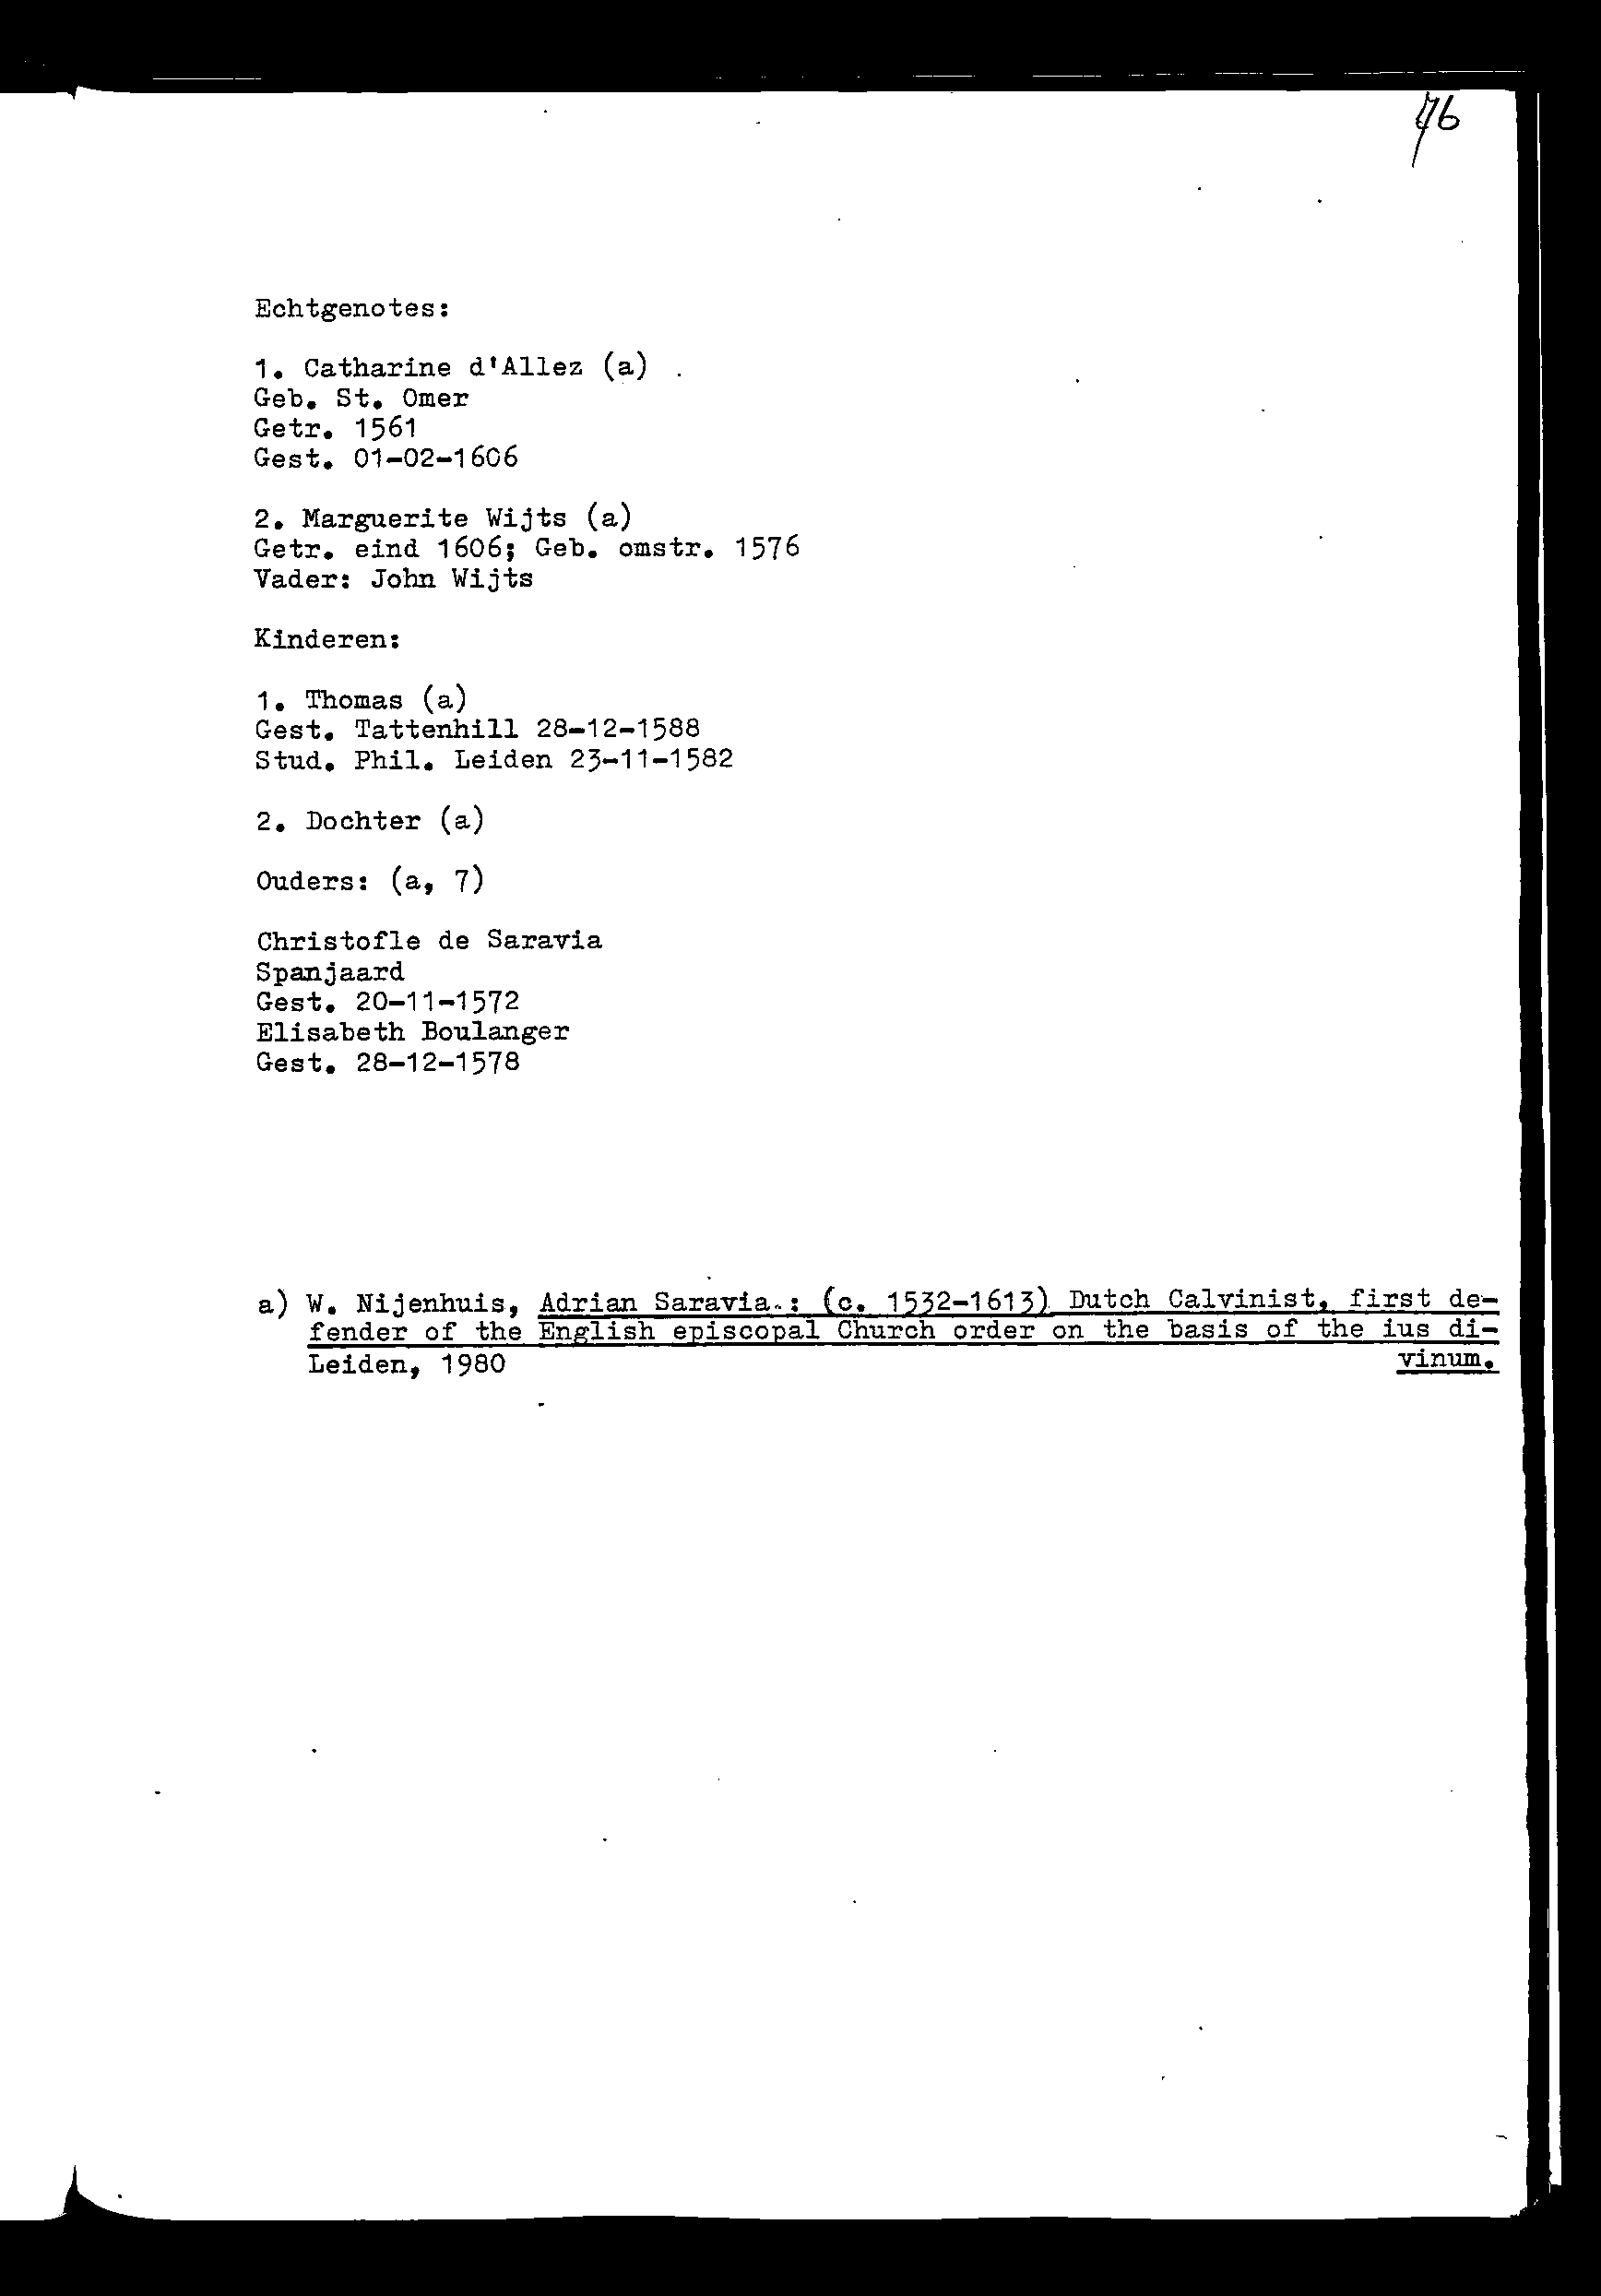 76
Echtgenotes:
1. Catharine d'Allez (a)
Geb. St. Omer
Getr. 1561
Gest. 01-02-1606
2. Marguerite Wijts (a)
Getr. eind 1606; Geb. omstr. 1576
Vader: John Wijts
Kinderen:
1. Thomas (a)
Gest. Tattenhill 28-12-1588
Stud. Phil. Leiden 23-11-1582
2. Dochter (a)
Ouders: (a, 7)
Christofle de Saravia
Spanjaard
Gest. 20-11-1572
Elisabeth Boulanger
Gest. 28-12-1578
a) W. Nijenhuis, Adrian Saravia.: (c. 1532-1613) Dutch Calvinist, first de-
fender of the English episcopal Church order on the basis of the ius di-
Leiden, 1980 vinum.